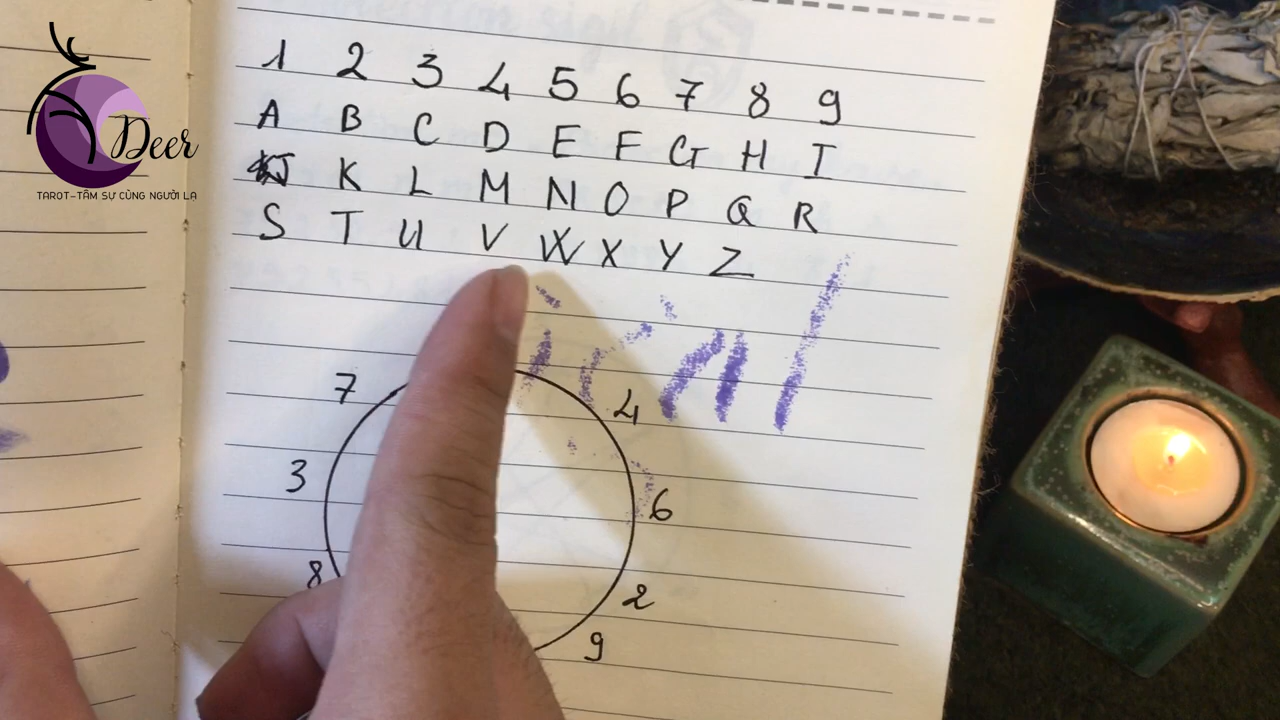 Deer
TAROT-TÂM SỰ CÙNG NGƯỜI LẠ
1 2 3 4 5 6 7 8 9
A B C D E F G H I
J K L M N O P Q R
S T U V W X Y Z
7 4
3 6
8 2
9